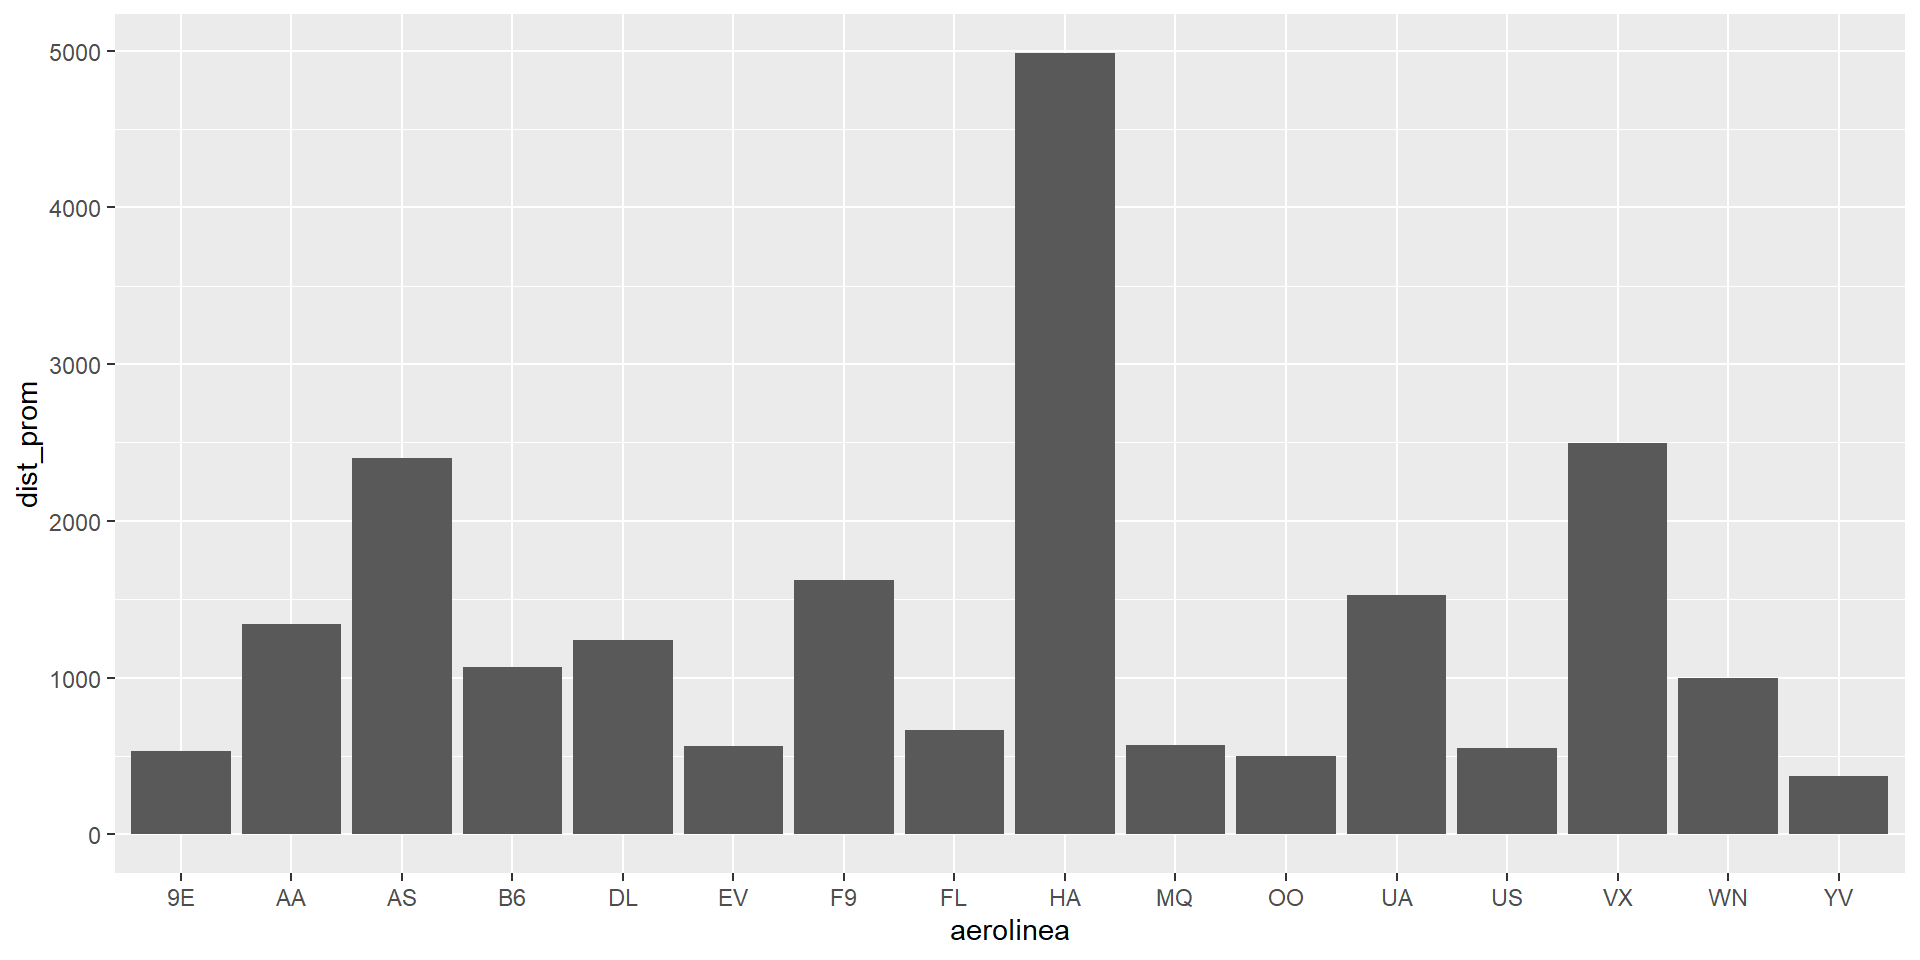 5000
4000
3000
2000
1000
0
dist_prom
9E AA AS B6 DL EV F9 FL HA MQ OO UA US VX WN YV
aerolinea